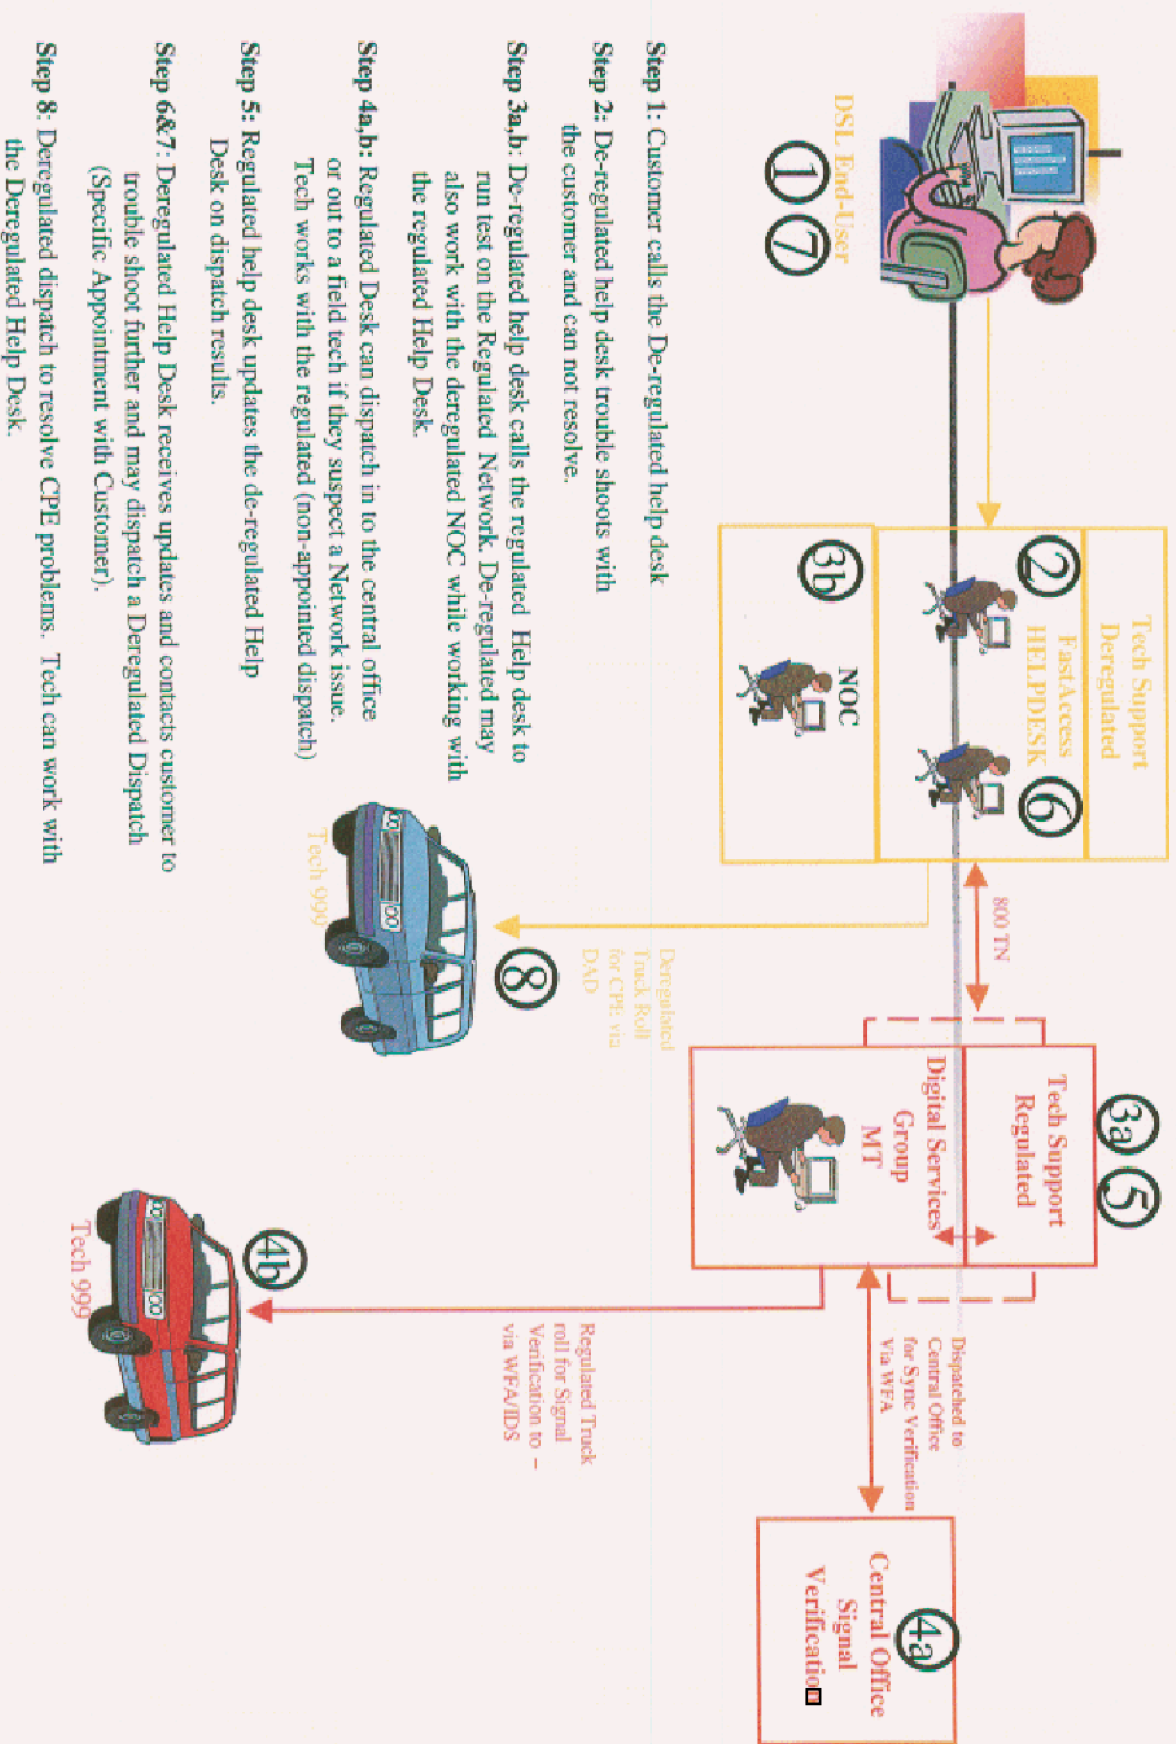 Tech Support
Deregulated
FastAccess
HELPDESK
2
6
3b
NOC
DSL End-User
1
7
800 TN
3a
5
Tech Support
Regulated
Digital Services
Group
MT
Dispatched to
Central Office
for Sync Verification
Via WFA
4a
Central Office
Signal
Verification
Deregulated
Truck Roll
for CPE via
DAD
8
Tech 999
Regulated Truck
roll for Signal
Verification to –
via WFA/IDS
4b
Tech 999
Step 1: Customer calls the De-regulated help desk
Step 2: De-regulated help desk trouble shoots with
the customer and can not resolve.
Step 3a,b: De-regulated help desk calls the regulated Help desk to
run test on the Regulated Network. De-regulated may
also work with the deregulated NOC while working with
the regulated Help Desk.
Step 4a,b: Regulated Desk can dispatch in to the central office
or out to a field tech if they suspect a Network issue.
Tech works with the regulated (non-appointed dispatch)
Step 5: Regulated help desk updates the de-regulated Help
Desk on dispatch results.
Step 6&7: Deregulated Help Desk receives updates and contacts customer to
trouble shoot further and may dispatch a Deregulated Dispatch
(Specific Appointment with Customer).
Step 8: Deregulated dispatch to resolve CPE problems. Tech can work with
the Deregulated Help Desk.